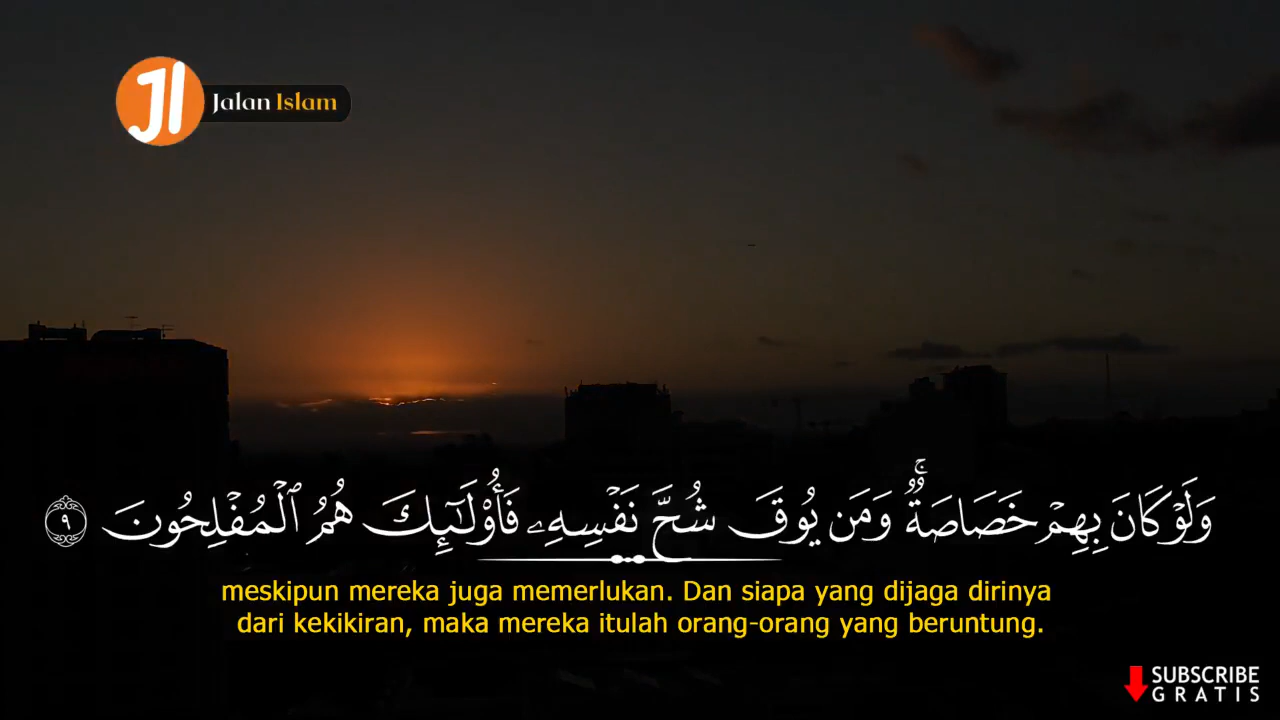 JI Jalan Islam
وَلَوْ كَانَ بِهِمْ خَصَاصَةٌۚ وَمَن يُوقَ شُحَّ نَفْسِهِۦ فَأُوْلَٰٓئِكَ هُمُ ٱلْمُفْلِحُونَ ٩
meskipun mereka juga memerlukan. Dan siapa yang dijaga dirinya
dari kekikiran, maka mereka itulah orang-orang yang beruntung.
SUBSCRIBE
GRATIS